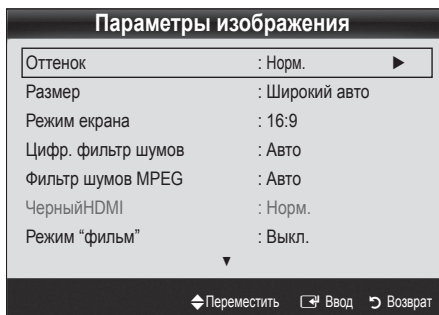 Параметры изображения
Оттенок : Норм. ►
Размер : Широкий авто
Режим екрана : 16:9
Цифр. фильтр шумов : Авто
Фильтр шумов MPEG : Авто
ЧерныйHDMI : Норм.
Режим “фильм” : Выкл.
▼
Переместить Ввод Возврат